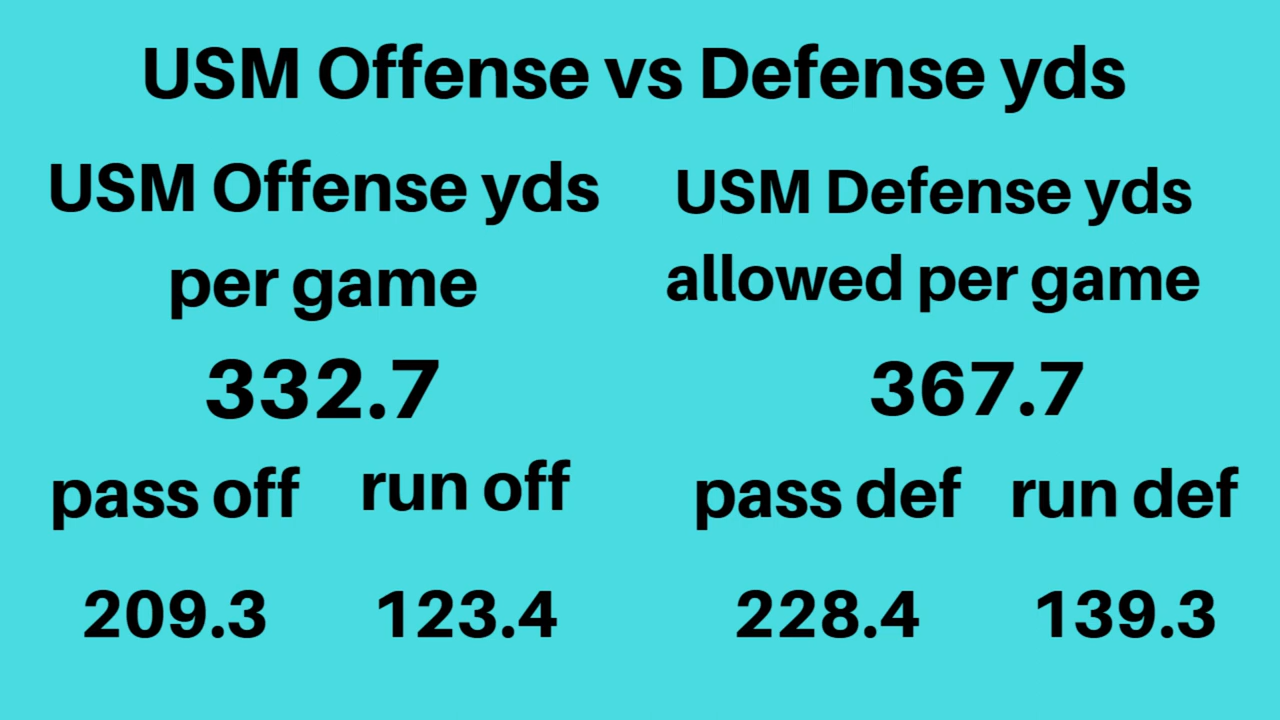 USM Offense vs Defense yds
USM Offense yds
per game
332.7
pass off run off
209.3 123.4
USM Defense yds
allowed per game
367.7
pass def run def
228.4 139.3